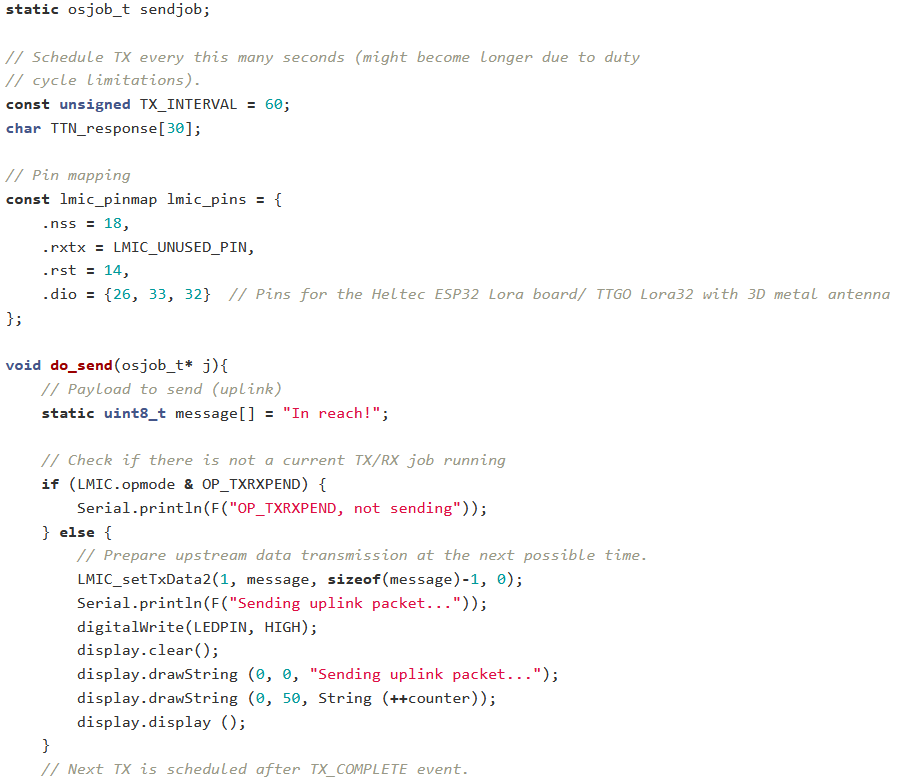 static osjob_t sendjob;

// Schedule TX every this many seconds (might become longer due to duty
// cycle limitations).
const unsigned TX_INTERVAL = 60;
char TTN_response[30];

// Pin mapping
const lmic_pinmap lmic_pins = {
    .nss = 18,
    .rxtx = LMIC_UNUSED_PIN,
    .rst = 14,
    .dio = {26, 33, 32}  // Pins for the Heltec ESP32 Lora board/ TTGO Lora32 with 3D metal antenna
};

void do_send(osjob_t* j){
    // Payload to send (uplink)
    static uint8_t message[] = "In reach!";

    // Check if there is not a current TX/RX job running
    if (LMIC.opmode & OP_TXRXPEND) {
        Serial.println(F("OP_TXRXPEND, not sending"));
    } else {
        // Prepare upstream data transmission at the next possible time.
        LMIC_setTxData2(1, message, sizeof(message)-1, 0);
        Serial.println(F("Sending uplink packet..."));
        digitalWrite(LEDPIN, HIGH);
        display.clear();
        display.drawString (0, 0, "Sending uplink packet...");
        display.drawString (0, 50, String (++counter));
        display.display ();
    }
    // Next TX is scheduled after TX_COMPLETE event.